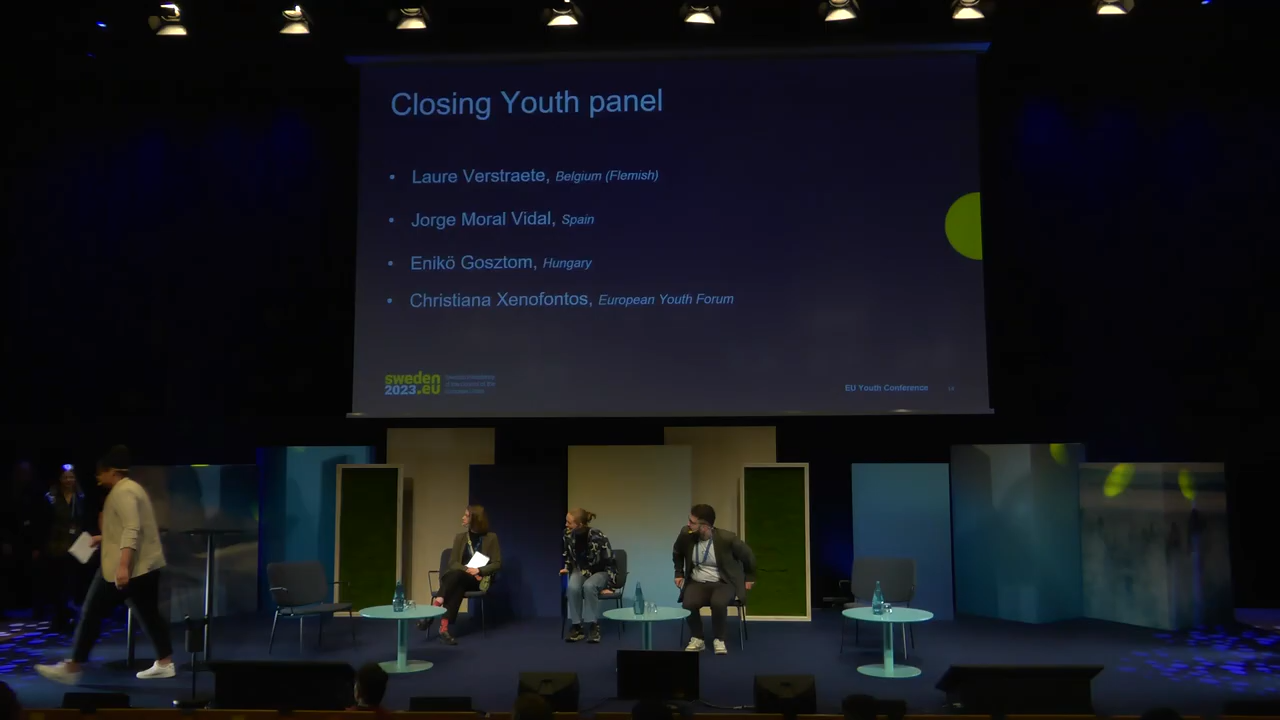 Closing Youth panel
• Laure Verstraete, Belgium (Flemish)
• Jorge Moral Vidal, Spain
• Enikö Gosztom, Hungary
• Christiana Xenofontos, European Youth Forum
sweden
2023.eu
EU Youth Conference